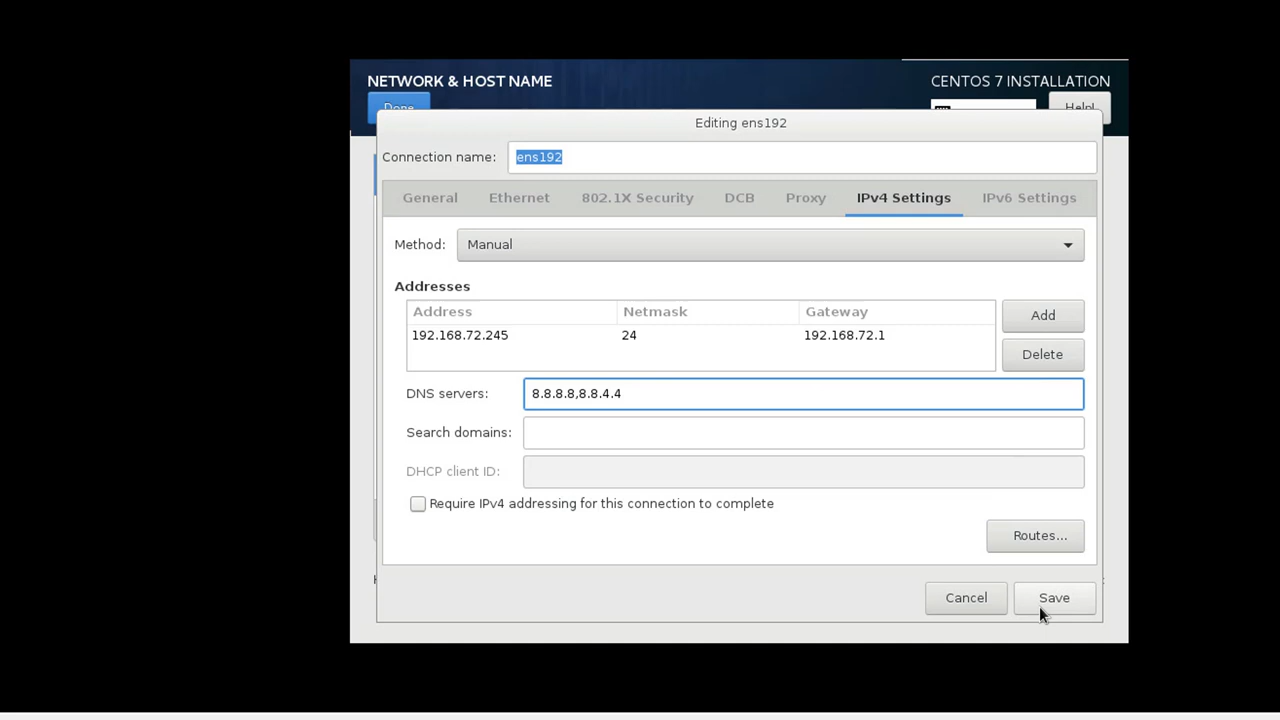 NETWORK & HOST NAME
CENTOS 7 INSTALLATION
Done
Help!
Editing ens192
Connection name: ens192
General Ethernet 802.1X Security DCB Proxy IPv4 Settings IPv6 Settings
Method: Manual
Addresses
Address Netmask Gateway
192.168.72.245 24 192.168.72.1
Add
Delete
DNS servers: 8.8.8.8,8.8.4.4
Search domains:
DHCP client ID:
Require IPv4 addressing for this connection to complete
Routes...
Cancel Save